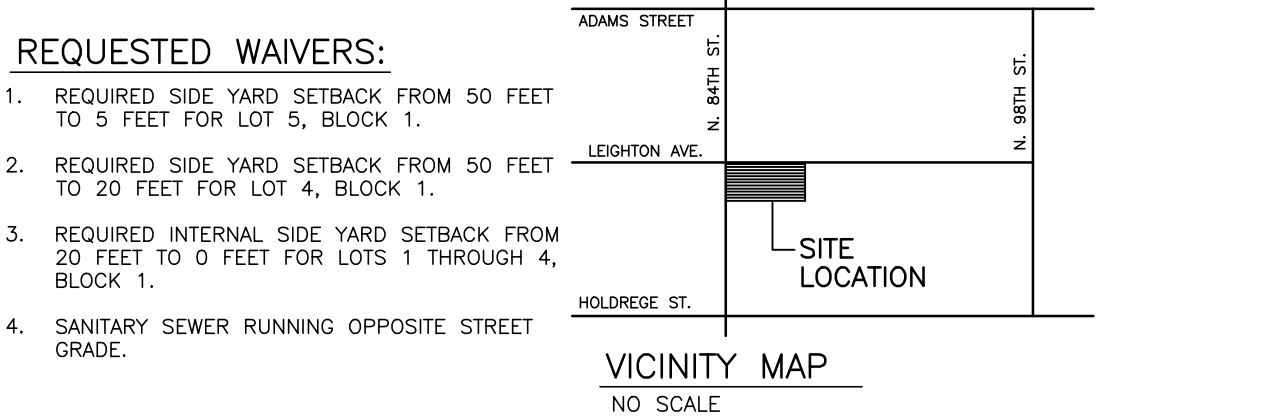 REQUESTED WAIVERS:
1. REQUIRED SIDE YARD SETBACK FROM 50 FEET
TO 5 FEET FOR LOT 5, BLOCK 1.
2. REQUIRED SIDE YARD SETBACK FROM 50 FEET
TO 20 FEET FOR LOT 4, BLOCK 1.
3. REQUIRED INTERNAL SIDE YARD SETBACK FROM
20 FEET TO 0 FEET FOR LOTS 1 THROUGH 4,
BLOCK 1.
4. SANITARY SEWER RUNNING OPPOSITE STREET
GRADE.
ADAMS STREET
N. 84TH ST.
N. 98TH ST.
LEIGHTON AVE.
SITE
LOCATION
HOLDREGE ST.
VICINITY MAP
NO SCALE